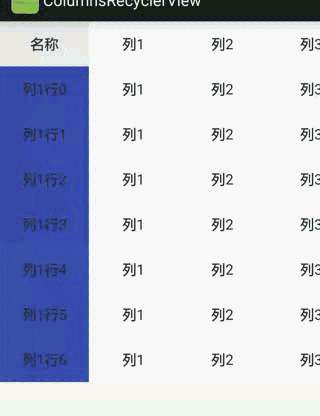 ColumnsRecyclerView
名称 列1 列2 列3
列1行0 列1 列2 列3
列1行1 列1 列2 列3
列1行2 列1 列2 列3
列1行3 列1 列2 列3
列1行4 列1 列2 列3
列1行5 列1 列2 列3
列1行6 列1 列2 列3